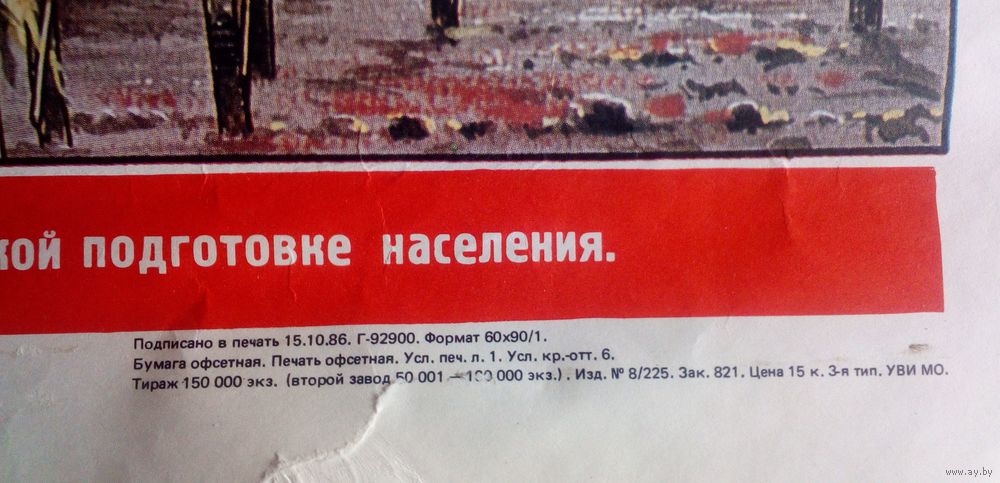 кой подготовке населения.
Подписано в печать 15.10.86. Г-92900. Формат 60х90/1.
Бумага офсетная. Печать офсетная. Усл. печ. л. 1. Усл. кр.-отт. 6.
Тираж 150 000 экз. (второй завод 50 001 — 000 экз.). Изд. № 8/225. Зак. 821. Цена 15 к. 3-я тип. УВИ МО.
www.ay.by